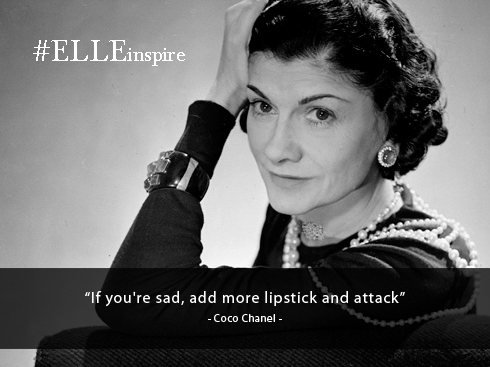 #ELLEinspire
“If you're sad, add more lipstick and attack”
- Coco Chanel -